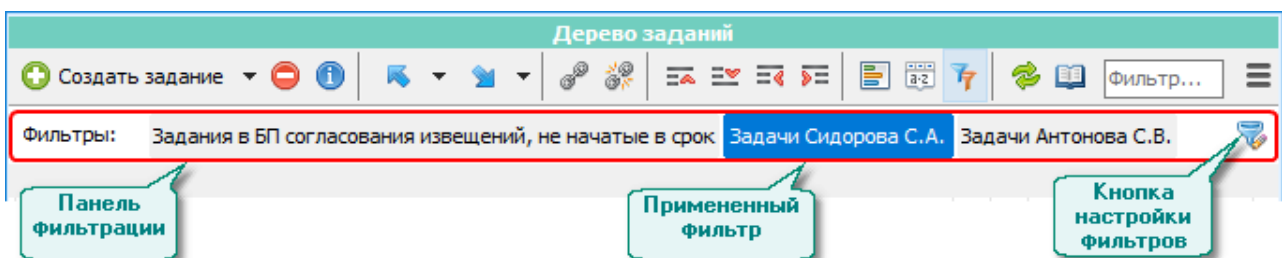 Дерево заданий
Создать задание
a-z
Фильтр...
Фильтры: Задания в БП согласования извещений, не начатые в срок Задачи Сидорова С.А. Задачи Антонова С.В.
Панель
фильтрации
Примененный
фильтр
Кнопка
настройки
фильтров